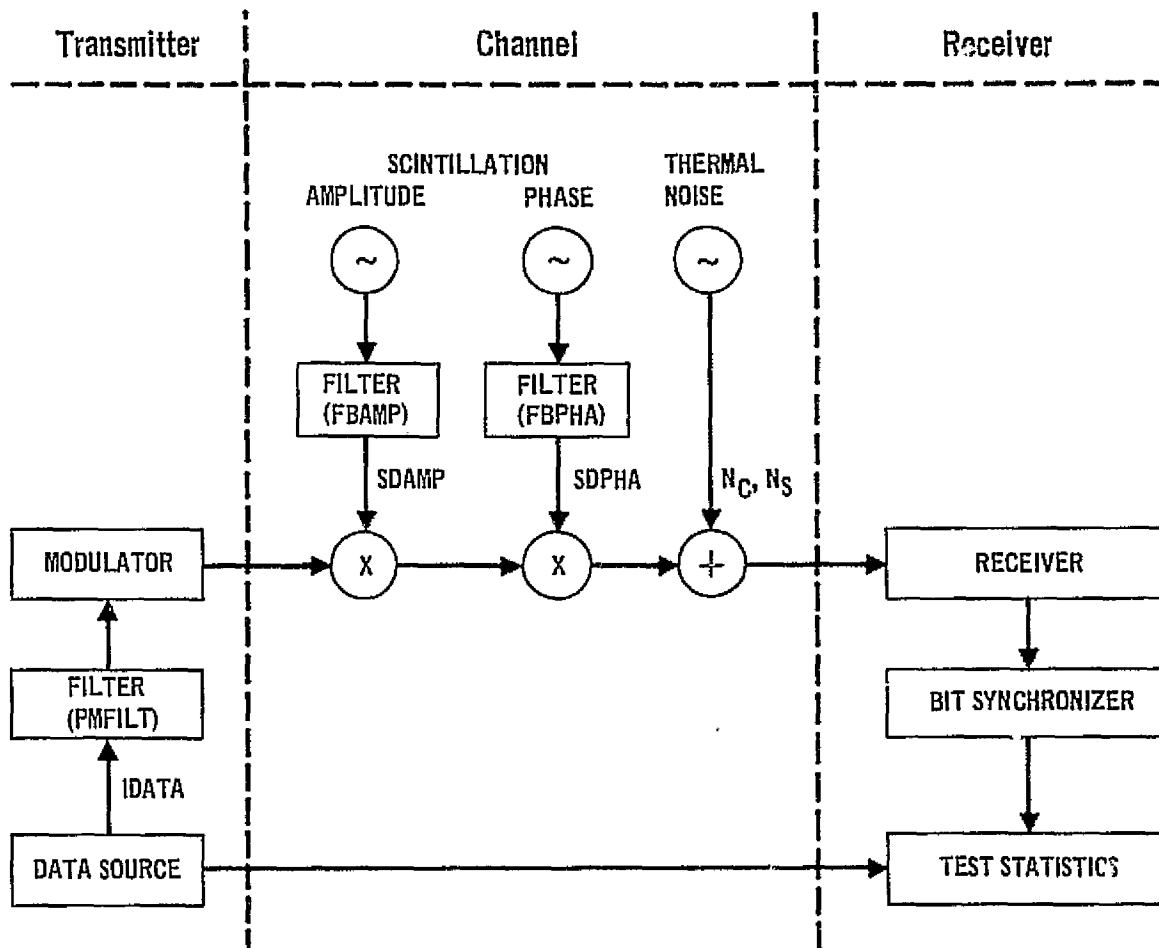 Transmitter
Channel
Receiver
SCINTILLATION
AMPLITUDE
PHASE
THERMAL
NOISE
~
~
~
FILTER
(FBAMP)
FILTER
(FBPHA)
SDAMP
SDPHA
NC, NS
MODULATOR
X
X
+
RECEIVER
FILTER
(PMFILT)
BIT SYNCHRONIZER
IDATA
DATA SOURCE
TEST STATISTICS